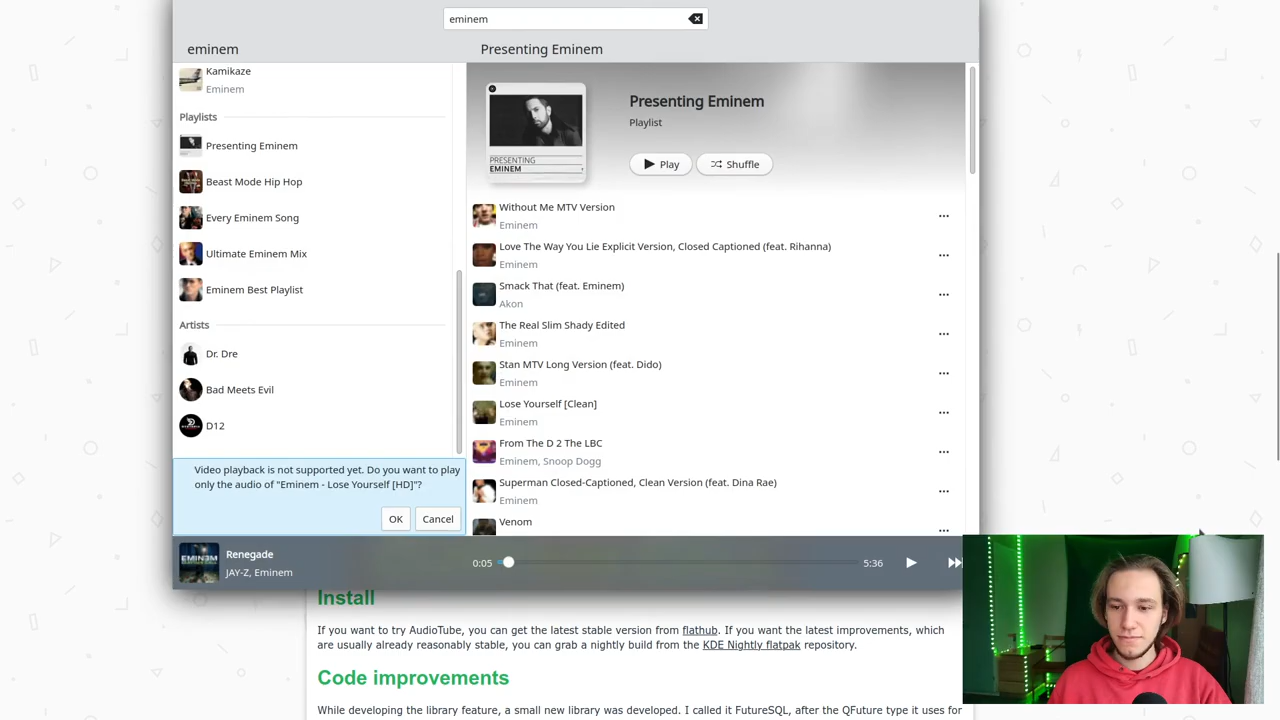 eminem
eminem
Presenting Eminem
Kamikaze
Eminem
Playlists
Presenting Eminem
Beast Mode Hip Hop
Every Eminem Song
Ultimate Eminem Mix
Eminem Best Playlist
Artists
Dr. Dre
Bad Meets Evil
D12
Video playback is not supported yet. Do you want to play
only the audio of "Eminem - Lose Yourself [HD]"?
OK
Cancel
PRESENTING
EMINEM
Presenting Eminem
Playlist
Play
Shuffle
Without Me MTV Version
Eminem
Love The Way You Lie Explicit Version, Closed Captioned (feat. Rihanna)
Eminem
Smack That (feat. Eminem)
Akon
The Real Slim Shady Edited
Eminem
Stan MTV Long Version (feat. Dido)
Eminem
Lose Yourself [Clean]
Eminem
From The D 2 The LBC
Eminem, Snoop Dogg
Superman Closed-Captioned, Clean Version (feat. Dina Rae)
Eminem
Venom
EMINEM
Renegade
JAY-Z, Eminem
0:05
5:36
Install
If you want to try AudioTube, you can get the latest stable version from flathub. If you want the latest improvements, which
are usually already reasonably stable, you can grab a nightly build from the KDE Nightly flatpak repository.
Code improvements
While developing the library feature, a small new library was developed. I called it FutureSQL, after the QFuture type it uses for